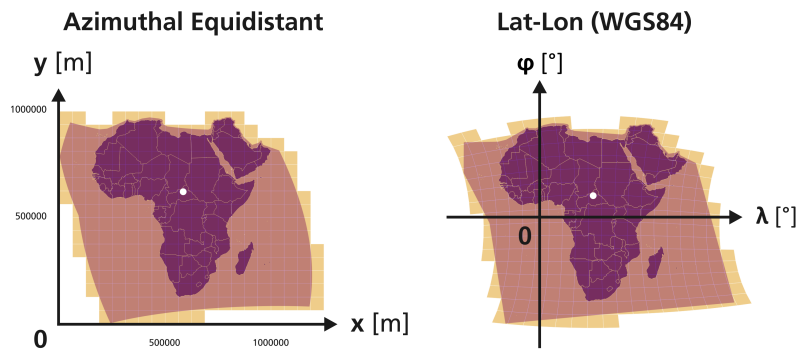 Azimuthal Equidistant
y [m]
1000000
500000
0
500000
1000000
x [m]
Lat-Lon (WGS84)
φ [°]
λ [°]
0